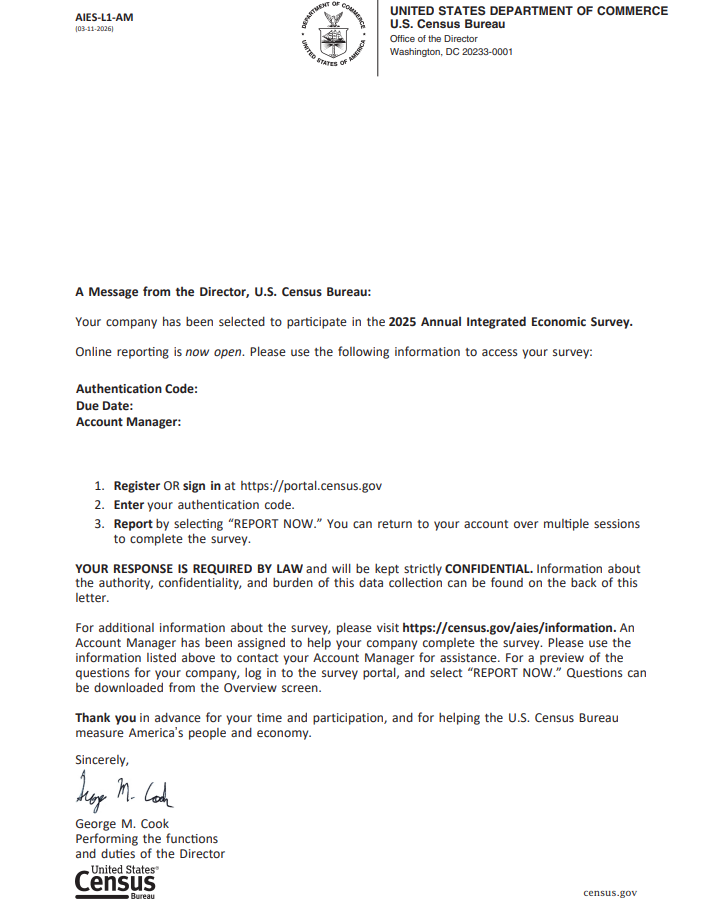 AIES-L1-AM
(03-11-2026)
DEPARTMENT OF COMMERCE
UNITED STATES OF AMERICA
UNITED STATES DEPARTMENT OF COMMERCE
U.S. Census Bureau
Office of the Director
Washington, DC 20233-0001
A Message from the Director, U.S. Census Bureau:
Your company has been selected to participate in the 2025 Annual Integrated Economic Survey.
Online reporting is now open. Please use the following information to access your survey:
Authentication Code:
Due Date:
Account Manager:
1. Register OR sign in at https://portal.census.gov
2. Enter your authentication code.
3. Report by selecting “REPORT NOW.” You can return to your account over multiple sessions
to complete the survey.
YOUR RESPONSE IS REQUIRED BY LAW and will be kept strictly CONFIDENTIAL. Information about
the authority, confidentiality, and burden of this data collection can be found on the back of this
letter.
For additional information about the survey, please visit https://census.gov/aies/information. An
Account Manager has been assigned to help your company complete the survey. Please use the
information listed above to contact your Account Manager for assistance. For a preview of the
questions for your company, log in to the survey portal, and select “REPORT NOW.” Questions can
be downloaded from the Overview screen.
Thank you in advance for your time and participation, and for helping the U.S. Census Bureau
measure America's people and economy.
Sincerely,
George M. Cook
George M. Cook
Performing the functions
and duties of the Director
United States®
Census
Bureau
census.gov